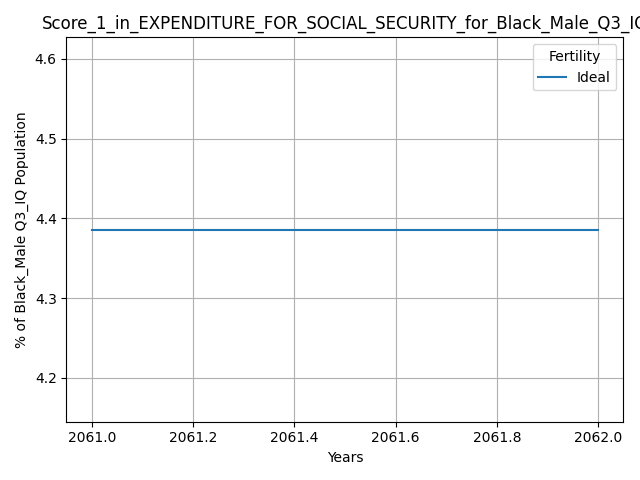 Score_1_in_EXPENDITURE_FOR_SOCIAL_SECURITY_for_Black_Male_Q3_IQ
Fertility
Ideal
4.6
4.5
4.4
4.3
4.2
% of Black_Male Q3_IQ Population
2061.0 2061.2 2061.4 2061.6 2061.8 2062.0
Years